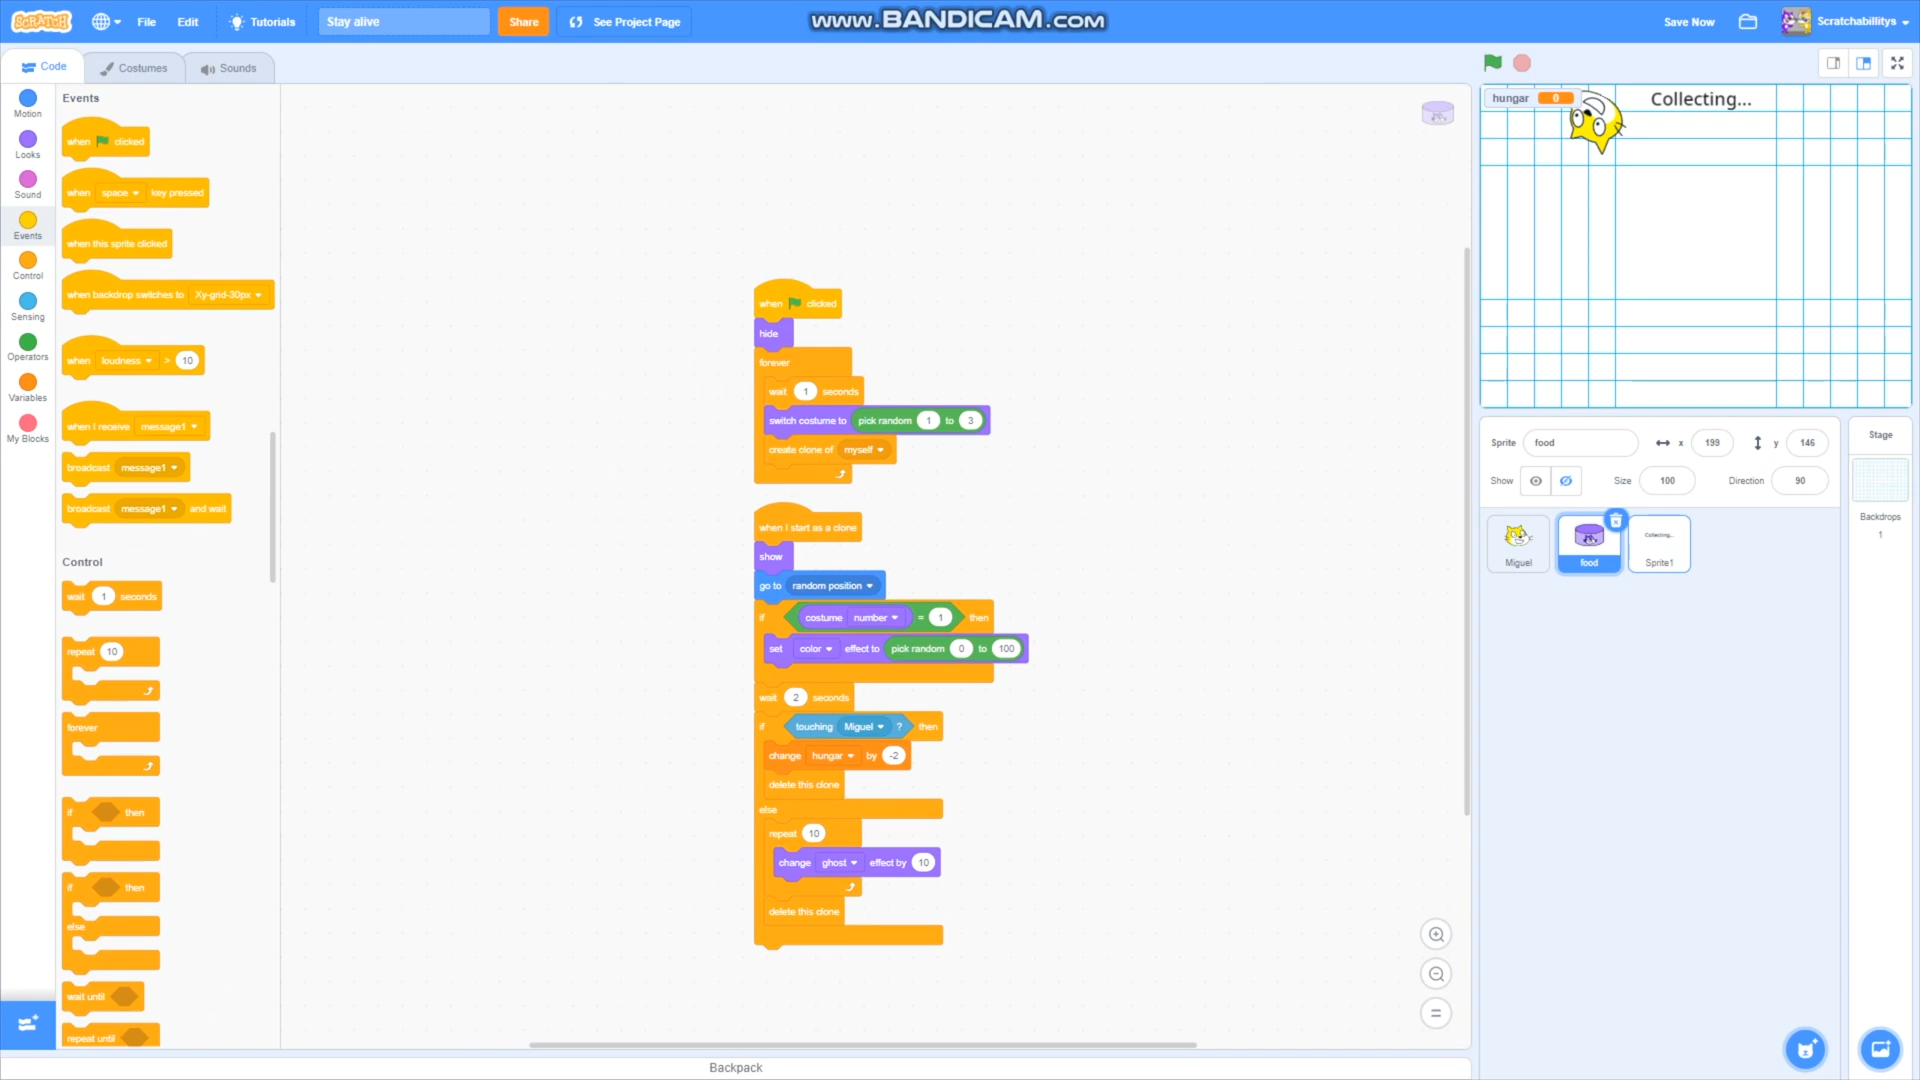 SCRATCH
File
Edit
Tutorials
Stay alive
Share
See Project Page
www.BANDICAM.com
Save Now
Scratchabillitys
Code
Costumes
Sounds
Motion
Looks
Sound
Events
Control
Sensing
Operators
Variables
My Blocks
Events
when clicked
when space key pressed
when this sprite clicked
when backdrop switches to Xy-grid-30px
when loudness > 10
when I receive message1
broadcast message1
broadcast message1 and wait
Control
wait 1 seconds
repeat 10
forever
if then
if then
else
wait until
repeat until
when clicked
hide
forever
wait 1 seconds
switch costume to pick random 1 to 3
create clone of myself
when I start as a clone
show
go to random position
if costume number = 1 then
set color effect to pick random 0 to 100
wait 2 seconds
if touching Miguel ? then
change hungar by -2
delete this clone
else
repeat 10
change ghost effect by 10
delete this clone
Backpack
hungar 0
Collecting...
Sprite food x 199 y 146
Show Size 100 Direction 90
Miguel
food
Collecting...
Sprite1
Stage
Backdrops
1